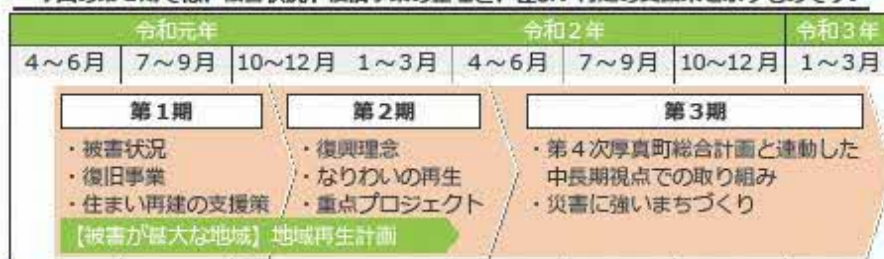 令和元年 令和2年 令和3年
4～6月 7～9月 10～12月 1～3月 4～6月 7～9月 10～12月 1～3月
第1期 第2期 第3期
・被害状況
・復旧事業
・住まい再建の支援策
・復興理念
・なりわいの再生
・重点プロジェクト
・第4次厚真町総合計画と連動した
中長期視点での取り組み
・災害に強いまちづくり
【被害が甚大な地域】地域再生計画